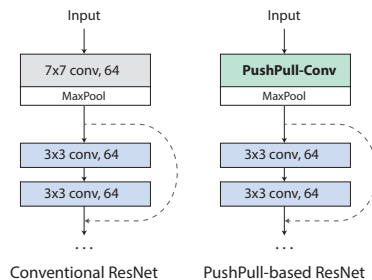 Input
7x7 conv, 64
MaxPool
3x3 conv, 64
3x3 conv, 64
...
Conventional ResNet
Input
PushPull-Conv
MaxPool
3x3 conv, 64
3x3 conv, 64
...
PushPull-based ResNet